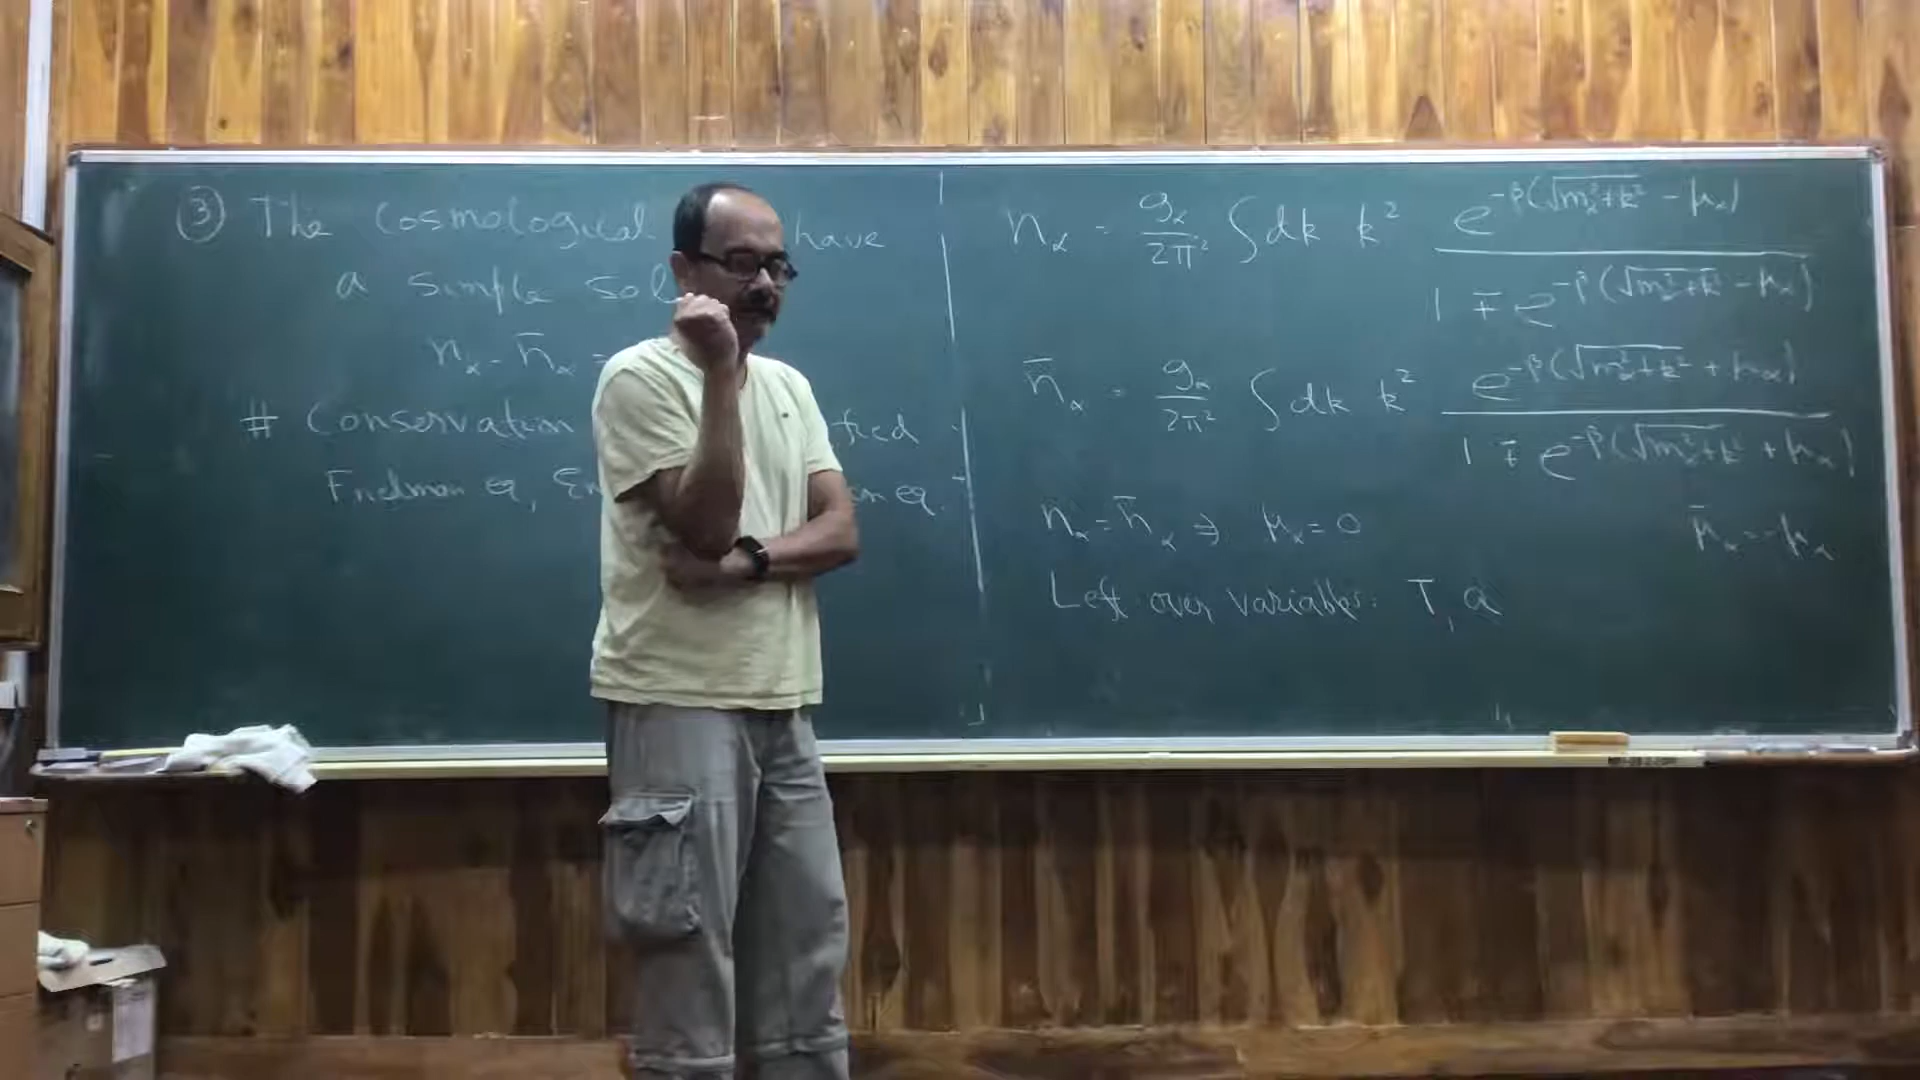 ③ The Cosmological have
a simple sol
n_α - n̄_α =
# Conservation fied
Fridman eq, En on eq.
n_α = g_α/2π² ∫dk k² e^{-β(√(m_α²+k²) - μ_α)} / 1 ∓ e^{-β(√(m_α²+k²) - μ_α)}
n̄_α = g_α/2π² ∫dk k² e^{-β(√(m_α²+k²) + μ_α)} / 1 ∓ e^{-β(√(m_α²+k²) + μ_α)}
n_α = n̄_α ⇒ μ_α = 0
μ̄_α = -μ_α
Left over variables: T, a